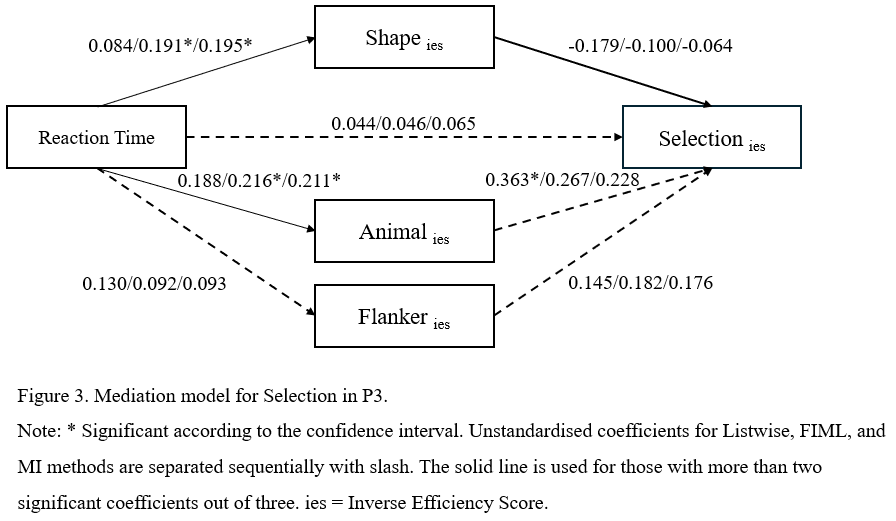 0.084/0.191*/0.195*
Shape ies
-0.179/-0.100/-0.064
Reaction Time
0.044/0.046/0.065
Selection ies
0.188/0.216*/0.211*
0.363*/0.267/0.228
Animal ies
0.130/0.092/0.093
Flanker ies
0.145/0.182/0.176
Figure 3. Mediation model for Selection in P3.
Note: * Significant according to the confidence interval. Unstandardised coefficients for Listwise, FIML, and
MI methods are separated sequentially with slash. The solid line is used for those with more than two
significant coefficients out of three. ies = Inverse Efficiency Score.